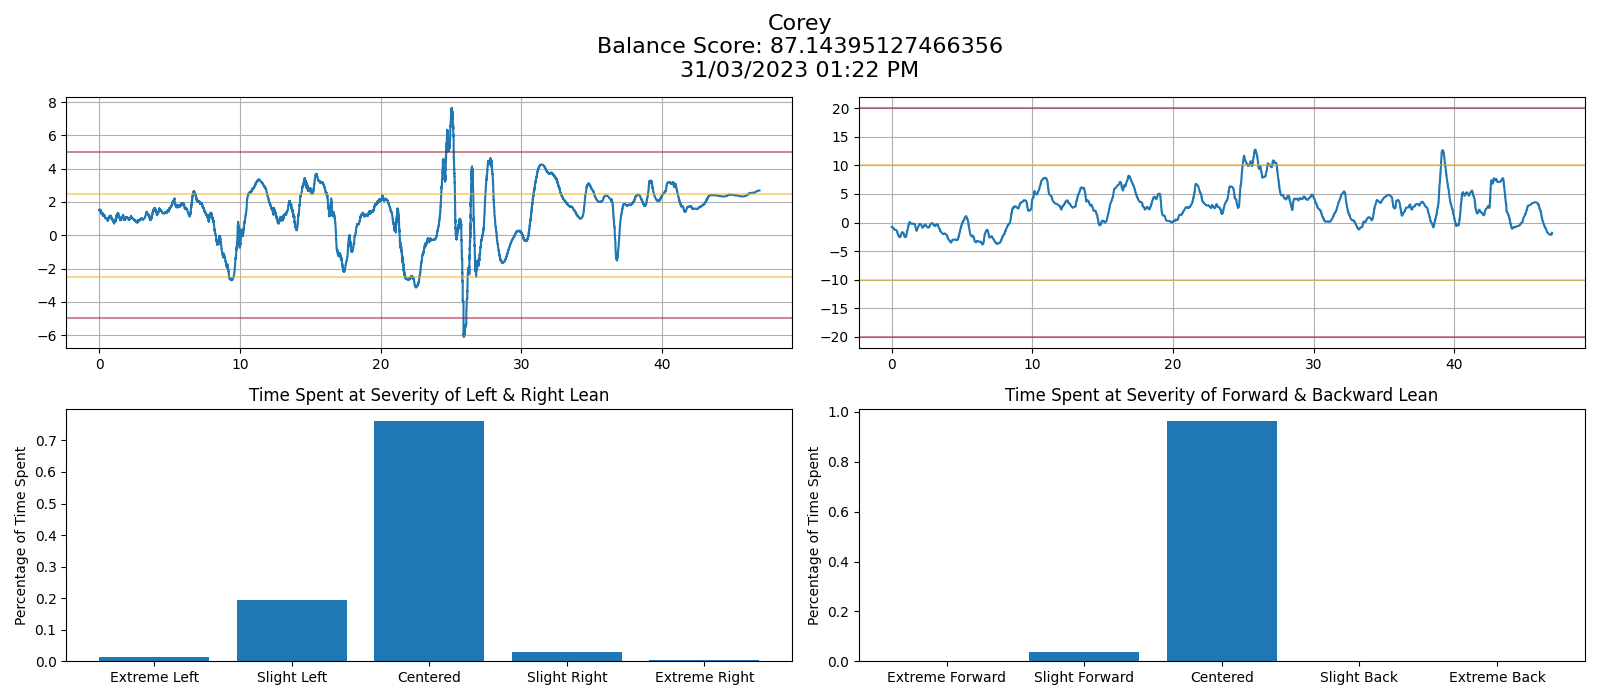 Corey
Balance Score: 87.14395127466356
31/03/2023 01:22 PM
8
6
4
2
0
−2
−4
−6
0 10 20 30 40
20
15
10
5
0
−5
−10
−15
−20
0 10 20 30 40
Time Spent at Severity of Left & Right Lean
Percentage of Time Spent
0.7
0.6
0.5
0.4
0.3
0.2
0.1
0.0
Extreme Left Slight Left Centered Slight Right Extreme Right
Time Spent at Severity of Forward & Backward Lean
Percentage of Time Spent
1.0
0.8
0.6
0.4
0.2
0.0
Extreme Forward Slight Forward Centered Slight Back Extreme Back